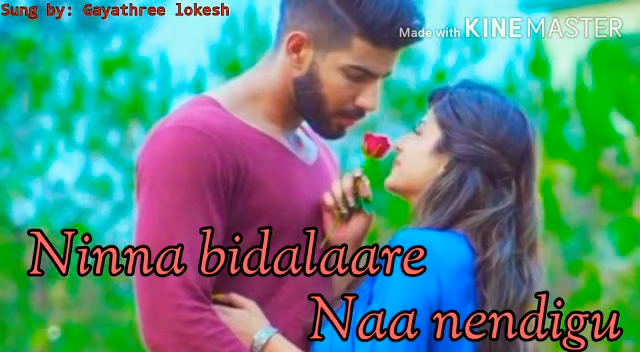 Sung by: Gayathree lokesh
Made with KINEMASTER
Ninna bidalaare
Naa nendigu